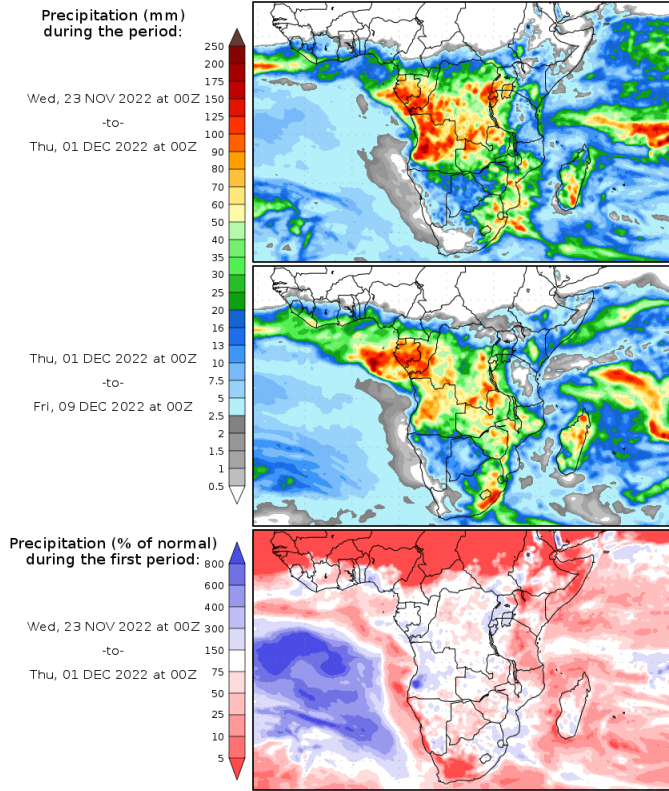 Precipitation (mm)
during the period:
Wed, 23 NOV 2022 at 00Z
-to-
Thu, 01 DEC 2022 at 00Z
250
200
175
150
125
100
90
80
70
60
50
40
35
30
25
20
16
13
10
7.5
5
2.5
2
1.5
1
0.5
Thu, 01 DEC 2022 at 00Z
-to-
Fri, 09 DEC 2022 at 00Z
Precipitation (% of normal)
during the first period:
Wed, 23 NOV 2022 at 00Z
-to-
Thu, 01 DEC 2022 at 00Z
800
600
400
300
150
75
50
25
10
5